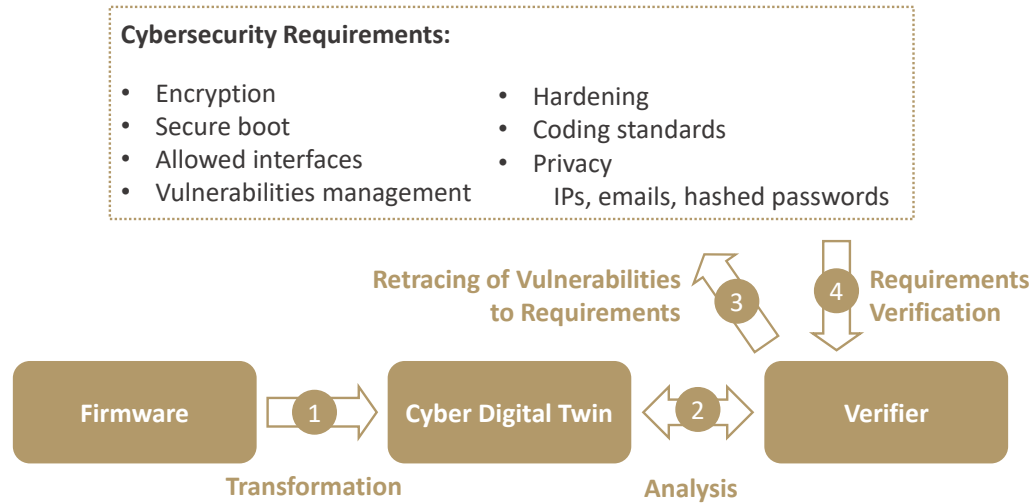 Cybersecurity Requirements:
• Encryption
• Secure boot
• Allowed interfaces
• Vulnerabilities management
• Hardening
• Coding standards
• Privacy
IPs, emails, hashed passwords
Retracing of Vulnerabilities
to Requirements
3
4
Requirements
Verification
Firmware
1
Cyber Digital Twin
2
Verifier
Transformation
Analysis